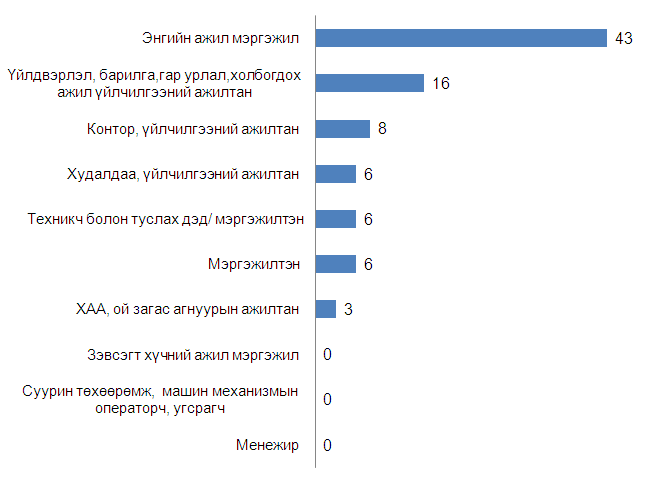 Энгийн ажил мэргэжил 43
Үйлдвэрлэл, барилга,гар урлал,холбогдох
ажил үйлчилгээний ажилтан 16
Контор, үйлчилгээний ажилтан 8
Худалдаа, үйлчилгээний ажилтан 6
Техникч болон туслах дэд/ мэргэжилтэн 6
Мэргэжилтэн 6
ХАА, ой загас агнуурын ажилтан 3
Зэвсэгт хүчний ажил мэргэжил 0
Суурин төхөөрөмж, машин механизмын
операторч, угсрагч 0
Менежир 0